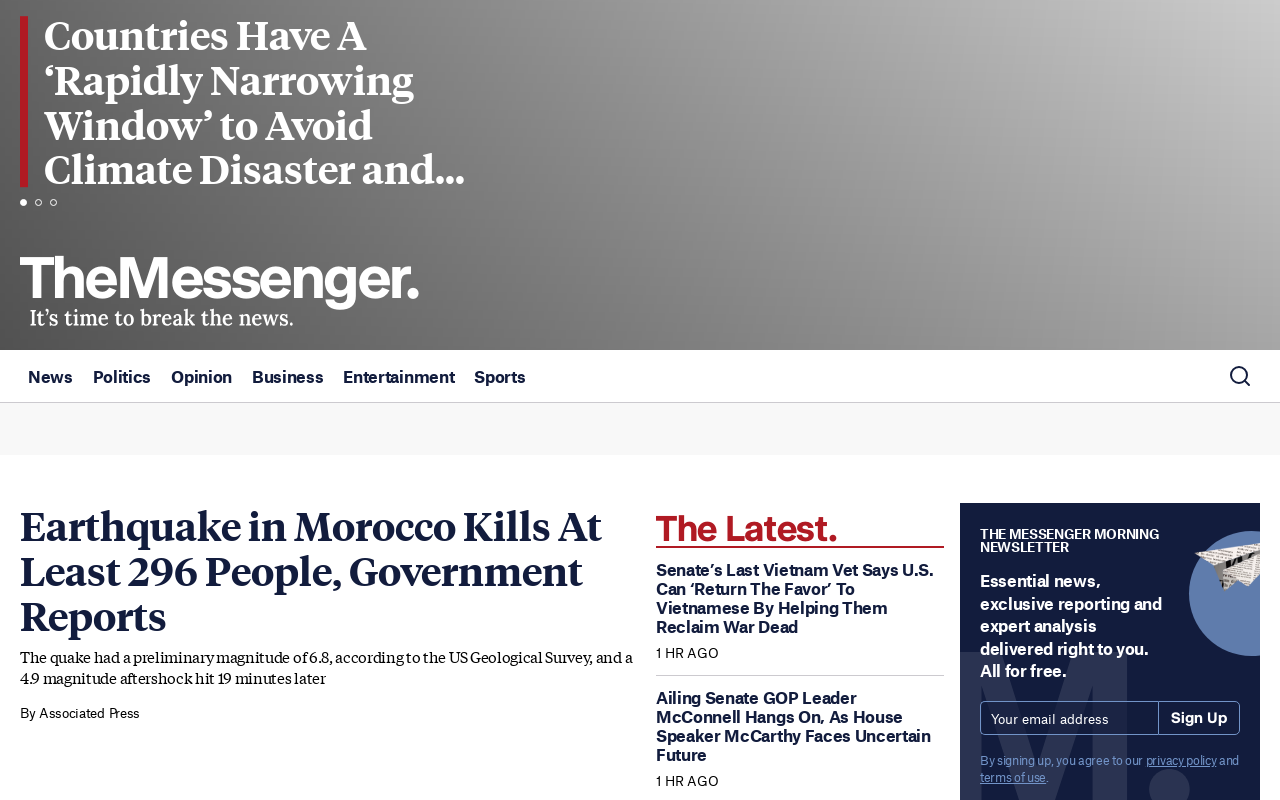 Countries Have A
‘Rapidly Narrowing
Window’ to Avoid
Climate Disaster and...
TheMessenger.
It’s time to break the news.
News Politics Opinion Business Entertainment Sports
Earthquake in Morocco Kills At
Least 296 People, Government
Reports
The quake had a preliminary magnitude of 6.8, according to the US Geological Survey, and a
4.9 magnitude aftershock hit 19 minutes later
By Associated Press
The Latest.
Senate’s Last Vietnam Vet Says U.S.
Can ‘Return The Favor’ To
Vietnamese By Helping Them
Reclaim War Dead
1 HR AGO
Ailing Senate GOP Leader
McConnell Hangs On, As House
Speaker McCarthy Faces Uncertain
Future
1 HR AGO
THE MESSENGER MORNING
NEWSLETTER
Essential news,
exclusive reporting and
expert analysis
delivered right to you.
All for free.
Your email address Sign Up
By signing up, you agree to our privacy policy and
terms of use.
M.